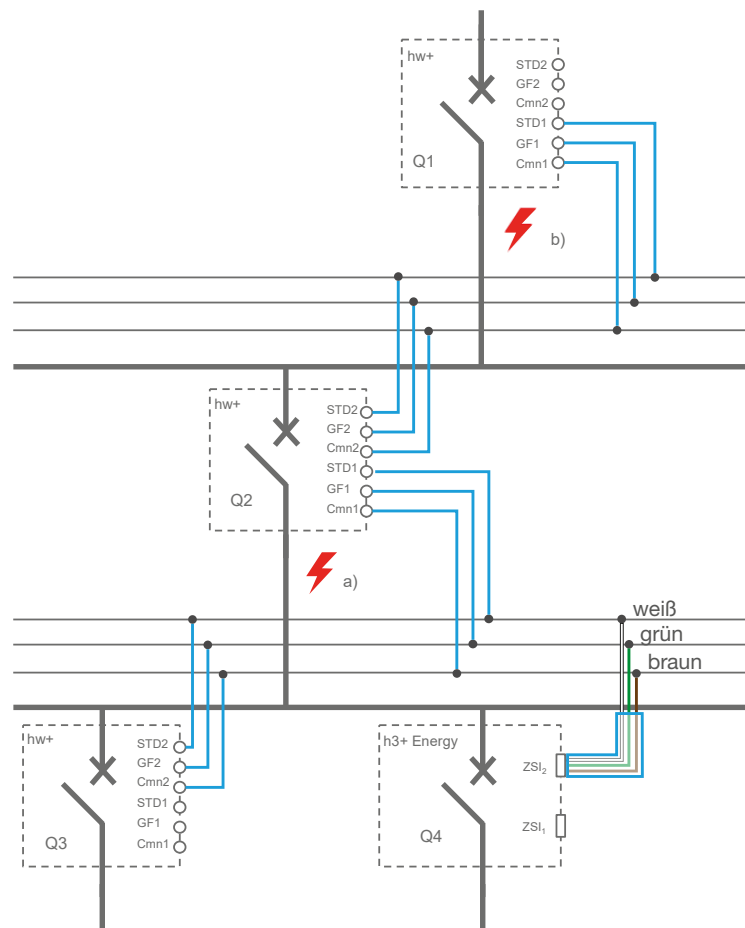 hw+
STD2
GF2
Cmn2
STD1
GF1
Cmn1
Q1
b)
hw+
STD2
GF2
Cmn2
STD1
GF1
Cmn1
Q2
a)
weiß
grün
braun
hw+
STD2
GF2
Cmn2
STD1
GF1
Cmn1
Q3
h3+ Energy
ZSI₂
ZSI₁
Q4